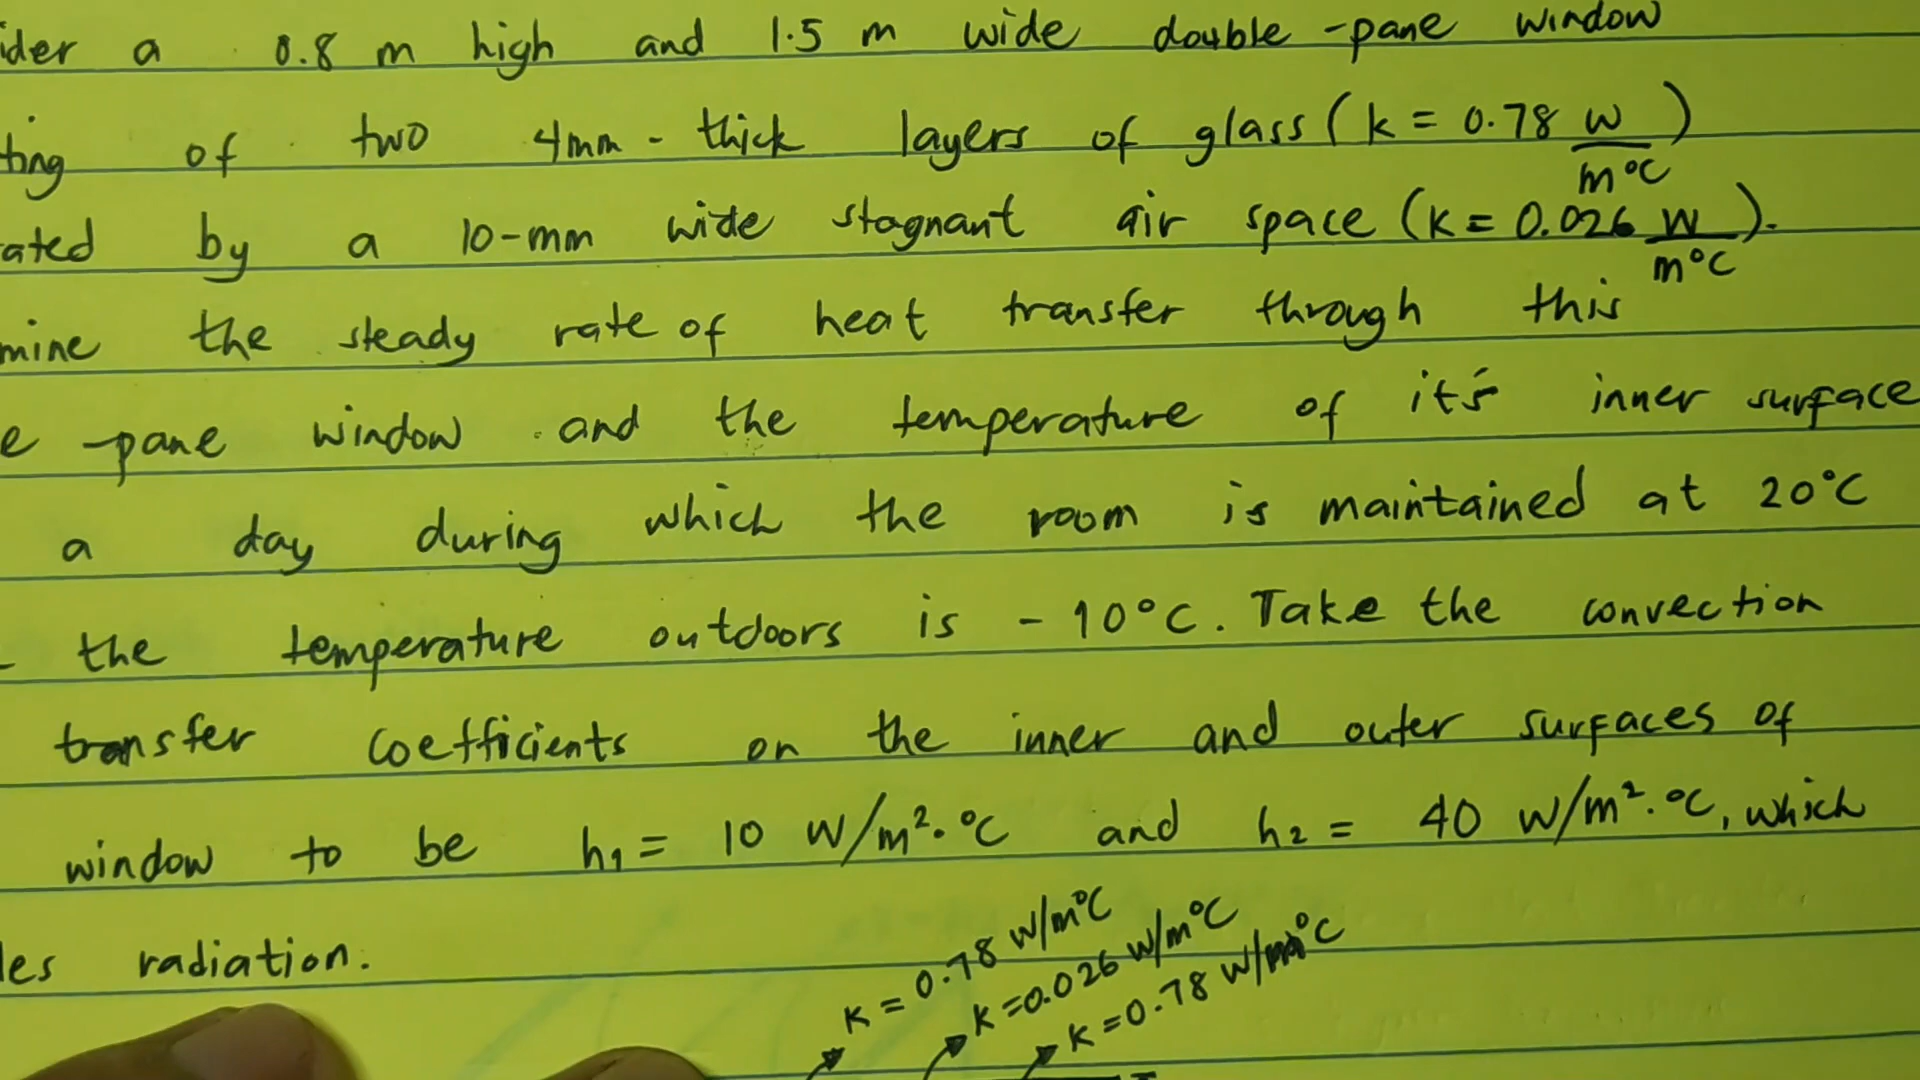 ider a 0.8 m high and 1.5 m wide double-pane window
ting of two 4mm-thick layers of glass (k = 0.78 W/m°C)
ated by a 10-mm wide stagnant air space (k = 0.026 W/m°C).
mine the steady rate of heat transfer through this
e-pane window and the temperature of it's inner surface
a day during which the room is maintained at 20°C
the temperature outdoors is -10°C. Take the convection
transfer coefficients on the inner and outer surfaces of
window to be h1 = 10 W/m².°C and h2 = 40 W/m².°C, which
les radiation.
k = 0.78 W/m°C
k = 0.026 W/m°C
k = 0.78 W/m°C